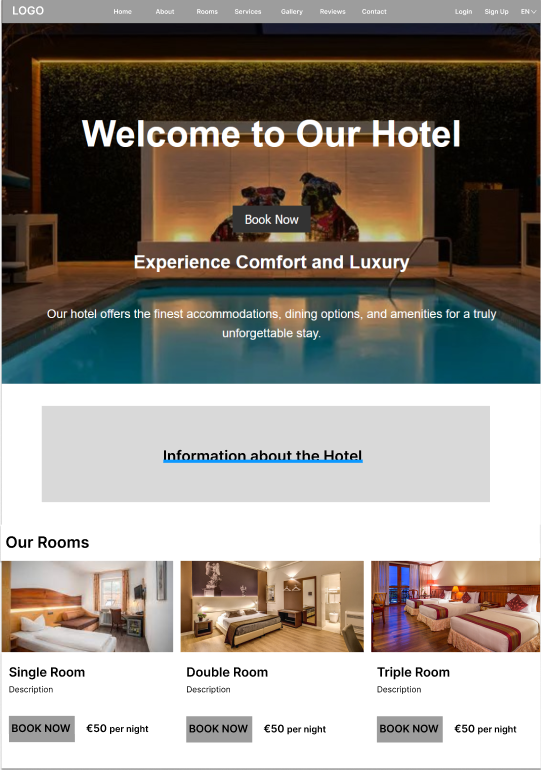 LOGO Home About Rooms Services Gallery Reviews Contact Login Sign Up EN
Welcome to Our Hotel
Book Now
Experience Comfort and Luxury
Our hotel offers the finest accommodations, dining options, and amenities for a truly
unforgettable stay.
Information about the Hotel
Our Rooms
Single Room Double Room Triple Room
Description Description Description
BOOK NOW €50 per night BOOK NOW €50 per night BOOK NOW €50 per night